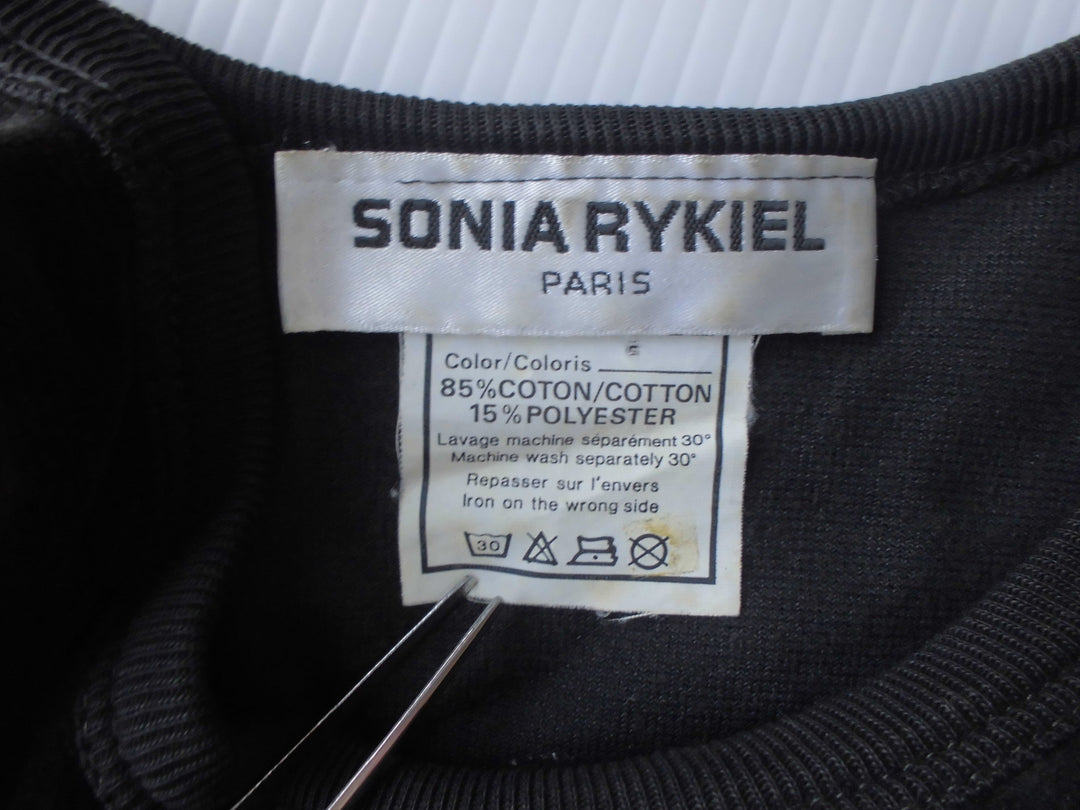 SONIA RYKIEL
PARIS
Color/Coloris
85%COTON/COTTON
15%POLYESTER
Lavage machine séparément 30°
Machine wash separately 30°
Repasser sur l'envers
Iron on the wrong side
30